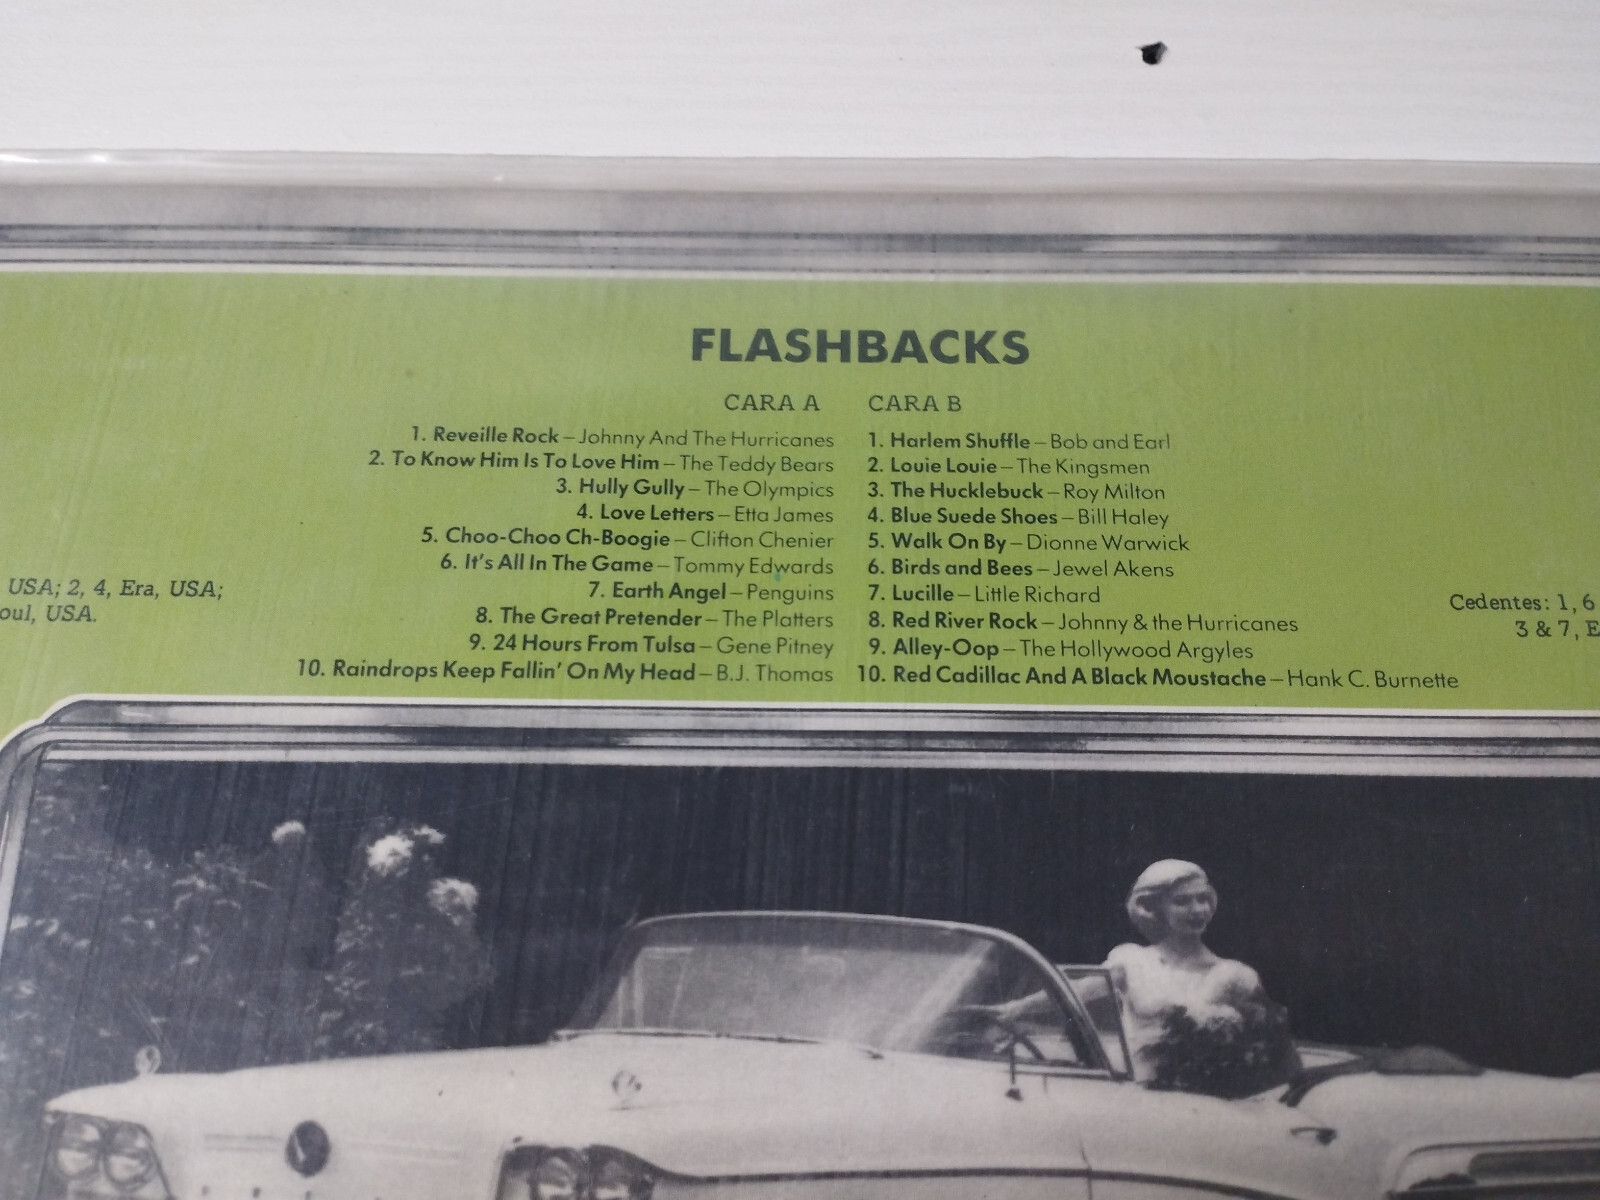 FLASHBACKS
CARA A
1. Reveille Rock – Johnny And The Hurricanes
2. To Know Him Is To Love Him – The Teddy Bears
3. Hully Gully – The Olympics
4. Love Letters – Etta James
5. Choo-Choo Ch-Boogie – Clifton Chenier
6. It's All In The Game – Tommy Edwards
7. Earth Angel – Penguins
8. The Great Pretender – The Platters
9. 24 Hours From Tulsa – Gene Pitney
10. Raindrops Keep Fallin' On My Head – B.J. Thomas
CARA B
1. Harlem Shuffle – Bob and Earl
2. Louie Louie – The Kingsmen
3. The Hucklebuck – Roy Milton
4. Blue Suede Shoes – Bill Haley
5. Walk On By – Dionne Warwick
6. Birds and Bees – Jewel Akens
7. Lucille – Little Richard
8. Red River Rock – Johnny & the Hurricanes
9. Alley-Oop – The Hollywood Argyles
10. Red Cadillac And A Black Moustache – Hank C. Burnette
USA; 2, 4, Era, USA;
oul, USA.
Cedentes: 1, 6
3 & 7, E